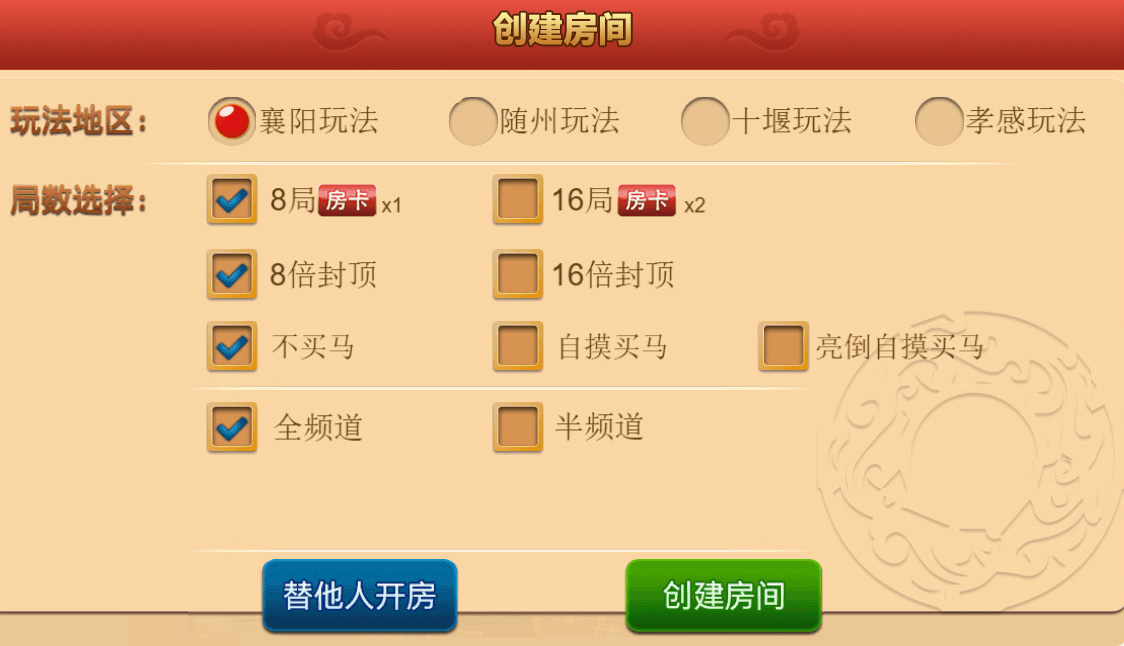 创建房间
玩法地区: 襄阳玩法 随州玩法 十堰玩法 孝感玩法
局数选择: 8局 房卡 x1 16局 房卡 x2
8倍封顶 16倍封顶
不买马 自摸买马 亮倒自摸买马
全频道 半频道
替他人开房 创建房间